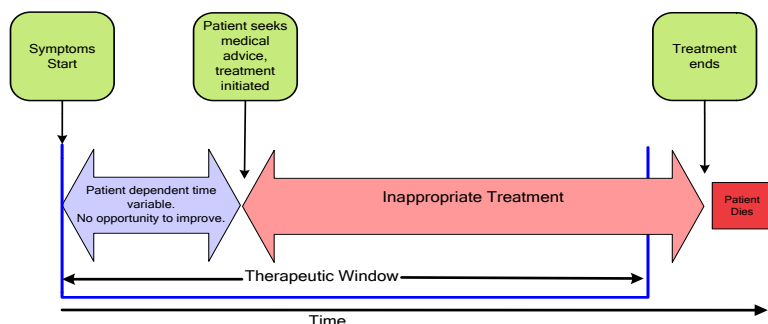 Symptoms
Start
Patient seeks
medical
advice,
treatment
initiated
Treatment
ends
Patient dependent time
variable.
No opportunity to improve.
Inappropriate Treatment
Patient
Dies
Therapeutic Window
Time